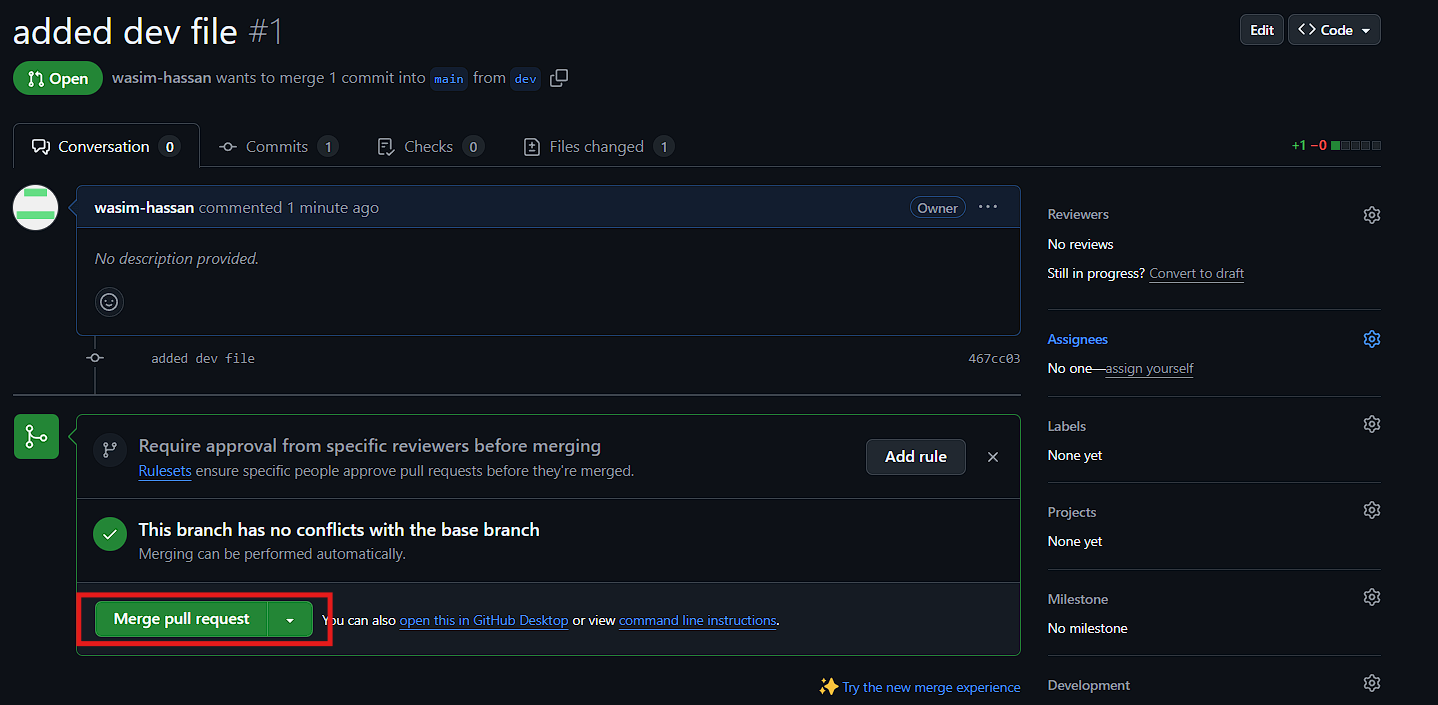 added dev file #1
Edit
Code
Open
wasim-hassan wants to merge 1 commit into main from dev
Conversation 0
Commits 1
Checks 0
Files changed 1
+1 −0
wasim-hassan commented 1 minute ago
Owner
No description provided.
added dev file
467cc03
Require approval from specific reviewers before merging
Rulesets ensure specific people approve pull requests before they're merged.
Add rule
This branch has no conflicts with the base branch
Merging can be performed automatically.
Merge pull request
You can also open this in GitHub Desktop or view command line instructions.
Try the new merge experience
Reviewers
No reviews
Still in progress? Convert to draft
Assignees
No one—assign yourself
Labels
None yet
Projects
None yet
Milestone
No milestone
Development